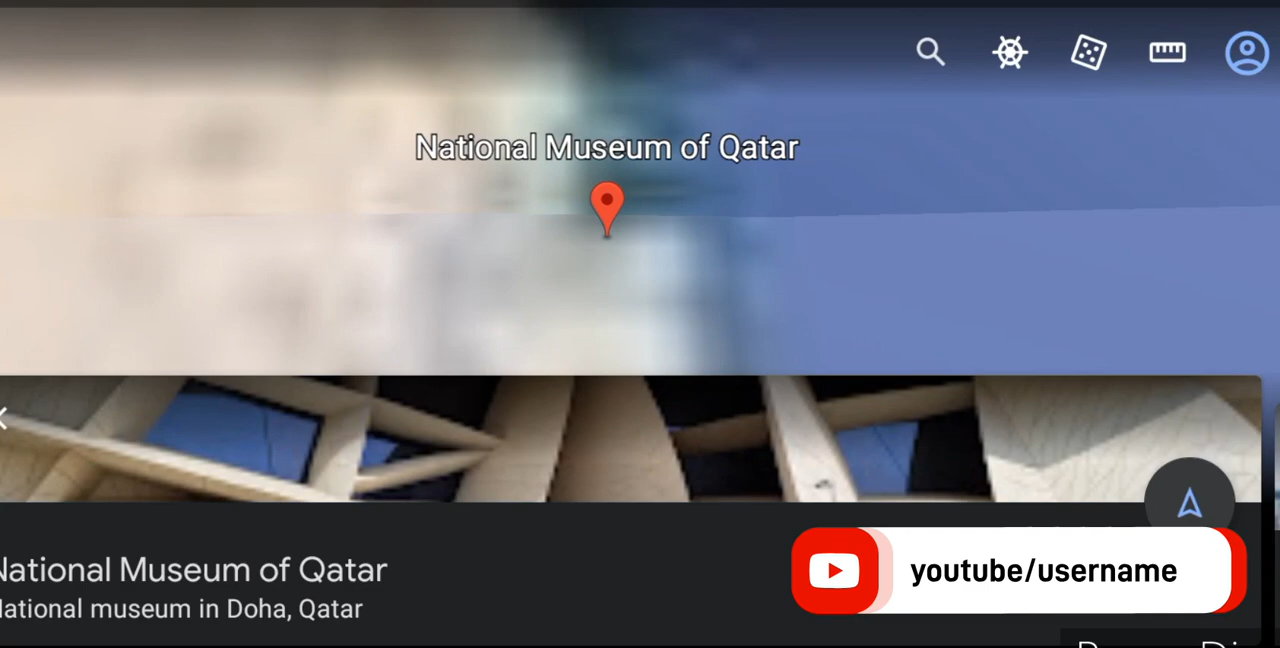 National Museum of Qatar
National Museum of Qatar
National museum in Doha, Qatar
youtube/username